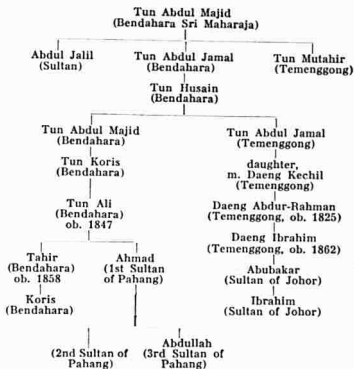 Tun Abdul Majid
(Bendahara Sri Maharaja)
Abdul Jalil
(Sultan)
Tun Abdul Jamal
(Bendahara)
Tun Mutahir
(Temenggong)
Tun Husain
(Bendahara)
Tun Abdul Majid
(Bendahara)
Tun Koris
(Bendahara)
Tun Ali
(Bendahara)
ob. 1847
Tahir
(Bendahara)
ob. 1858
Koris
(Bendahara)
Ahmad
(1st Sultan
of Pahang)
(2nd Sultan of
Pahang)
Abdullah
(3rd Sultan of
Pahang)
Tun Abdul Jamal
(Temenggong)
daughter,
m. Daeng Kechil
(Temenggong)
Daeng Abdur-Rahman
(Temenggong, ob. 1825)
Daeng Ibrahim
(Temenggong, ob. 1862)
Abubakar
(Sultan of Johor)
Ibrahim
(Sultan of Johor)